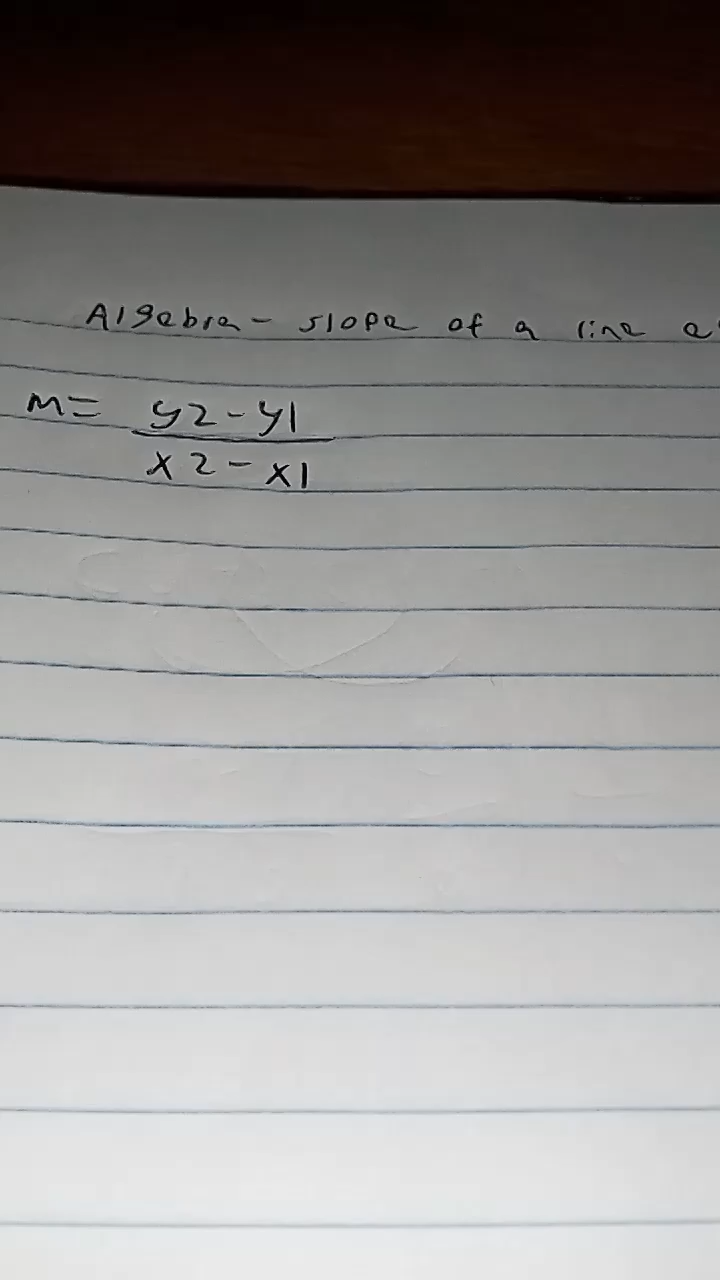 Algebra - slope of a line
m = y2 - y1
x2 - x1